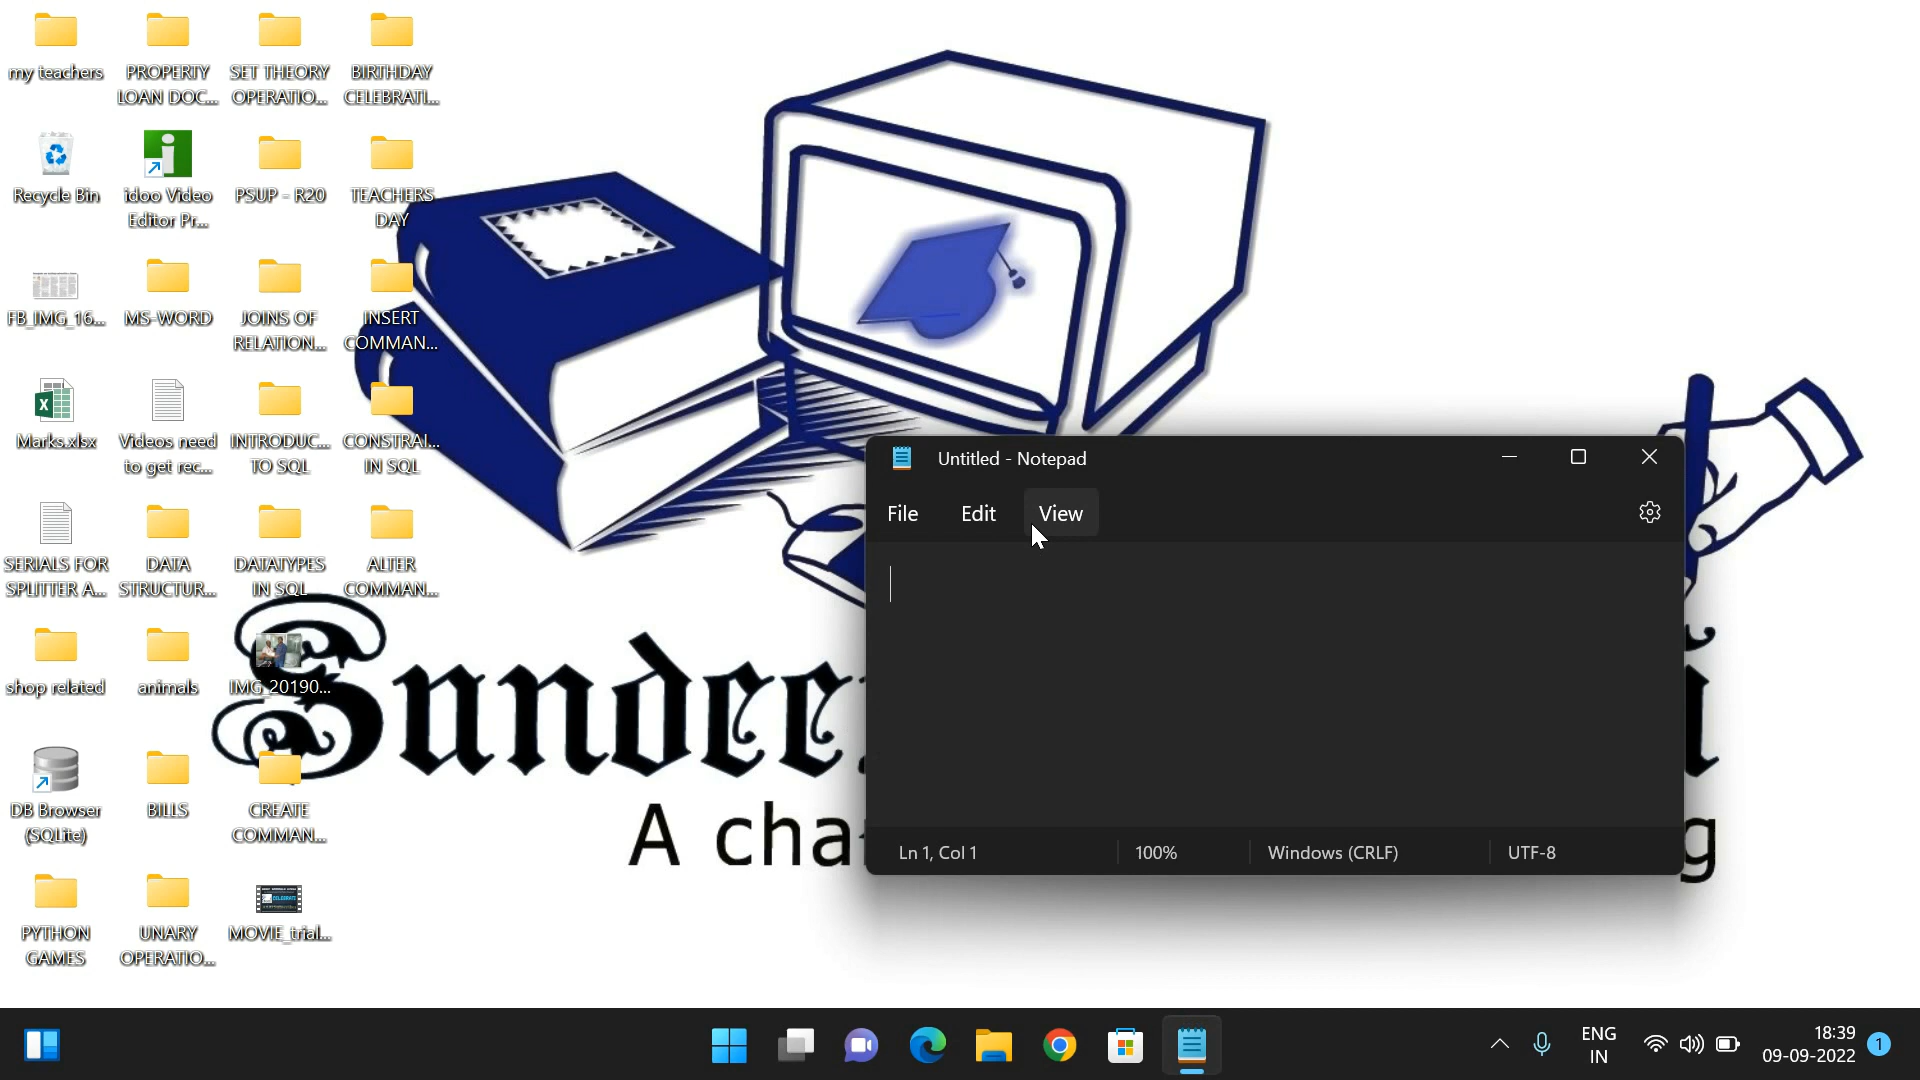 my teachers
PROPERTY
LOAN DOC...
SET THEORY
OPERATIO...
BIRTHDAY
CELEBRATI...
Recycle Bin
idoo Video
Editor Pr...
PSUP - R20
TEACHERS
DAY
FB_IMG_16...
MS-WORD
JOINS OF
RELATION...
INSERT
COMMAN...
Marks.xlsx
Videos need
to get rec...
INTRODUC...
TO SQL
CONSTRAI...
IN SQL
SERIALS FOR
SPLITTER A...
DATA
STRUCTUR...
DATATYPES
IN SQL
ALTER
COMMAN...
shop related
animals
IMG_20190...
DB Browser
(SQLite)
BILLS
CREATE
COMMAN...
PYTHON
GAMES
UNARY
OPERATIO...
MOVIE_trial...
Untitled - Notepad
File Edit View
Ln 1, Col 1 100% Windows (CRLF) UTF-8
A cha
g
ENG
IN
18:39
09-09-2022
1